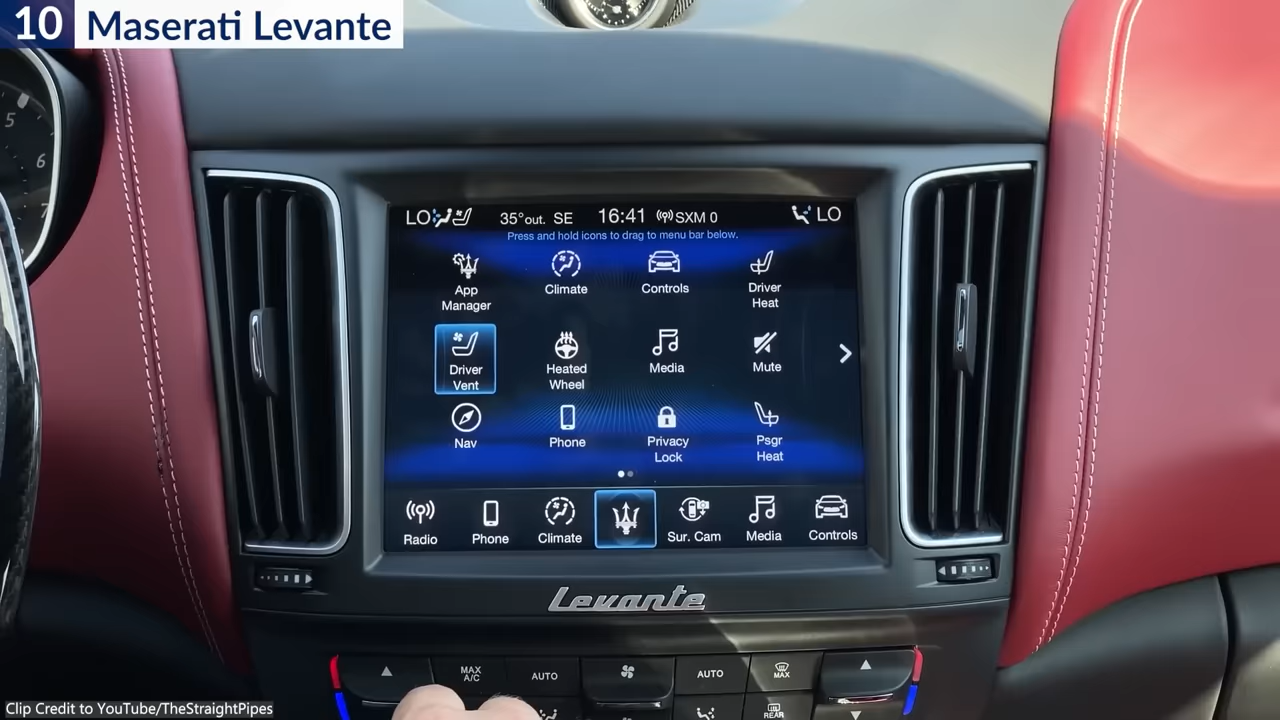 10 Maserati Levante
5
6
7
LO 35°out. SE 16:41 SXM 0 LO
Press and hold icons to drag to menu bar below.
App
Manager
Climate
Controls
Driver
Heat
Driver
Vent
Heated
Wheel
Media
Mute
Nav
Phone
Privacy
Lock
Psgr
Heat
Radio
Phone
Climate
Sur. Cam
Media
Controls
Levante
MAX
A/C
AUTO
AUTO
MAX
REAR
Clip Credit to YouTube/TheStraightPipes